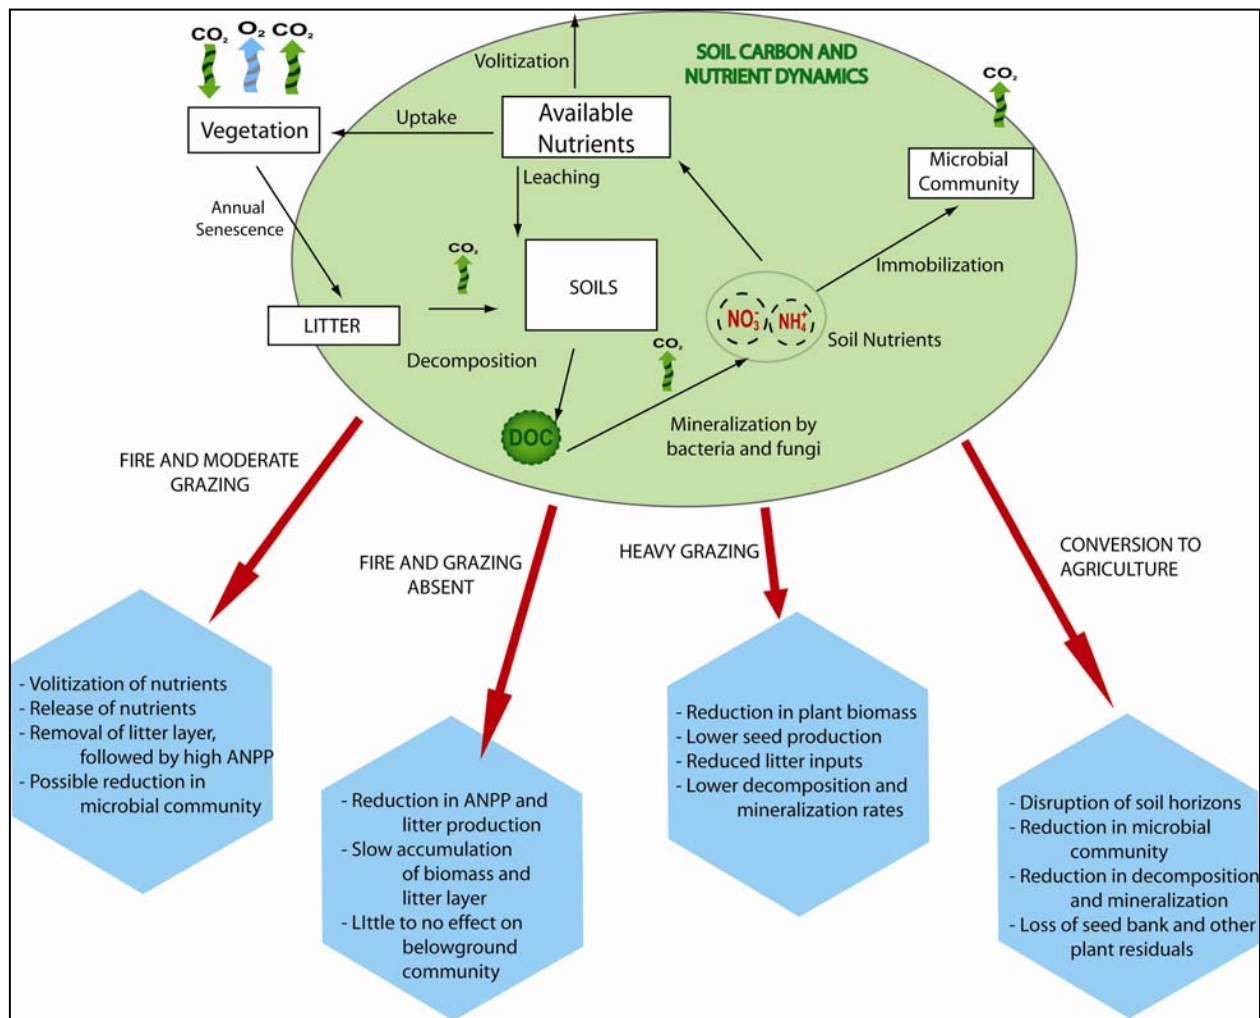 CO₂ O₂ CO₂
Vegetation
Uptake
Volitization
Available
Nutrients
SOIL CARBON AND
NUTRIENT DYNAMICS
CO₂
Microbial
Community
Leaching
Annual
Senescence
CO₂
SOILS
Immobilization
LITTER
Decomposition
NO₃⁻ NH₄⁺
Soil Nutrients
CO₂
DOC
Mineralization by
bacteria and fungi
FIRE AND MODERATE
GRAZING
FIRE AND GRAZING
ABSENT
HEAVY GRAZING
CONVERSION TO
AGRICULTURE
- Volitization of nutrients
- Release of nutrients
- Removal of litter layer,
followed by high ANPP
- Possible reduction in
microbial community
- Reduction in ANPP and
litter production
- Slow accumulation
of biomass and
litter layer
- LIttle to no effect on
belowground
community
- Reduction in plant biomass
- Lower seed production
- Reduced litter inputs
- Lower decomposition and
mineralization rates
- Disruption of soil horizons
- Reduction in microbial
community
- Reduction in decomposition
and mineralization
- Loss of seed bank and other
plant residuals